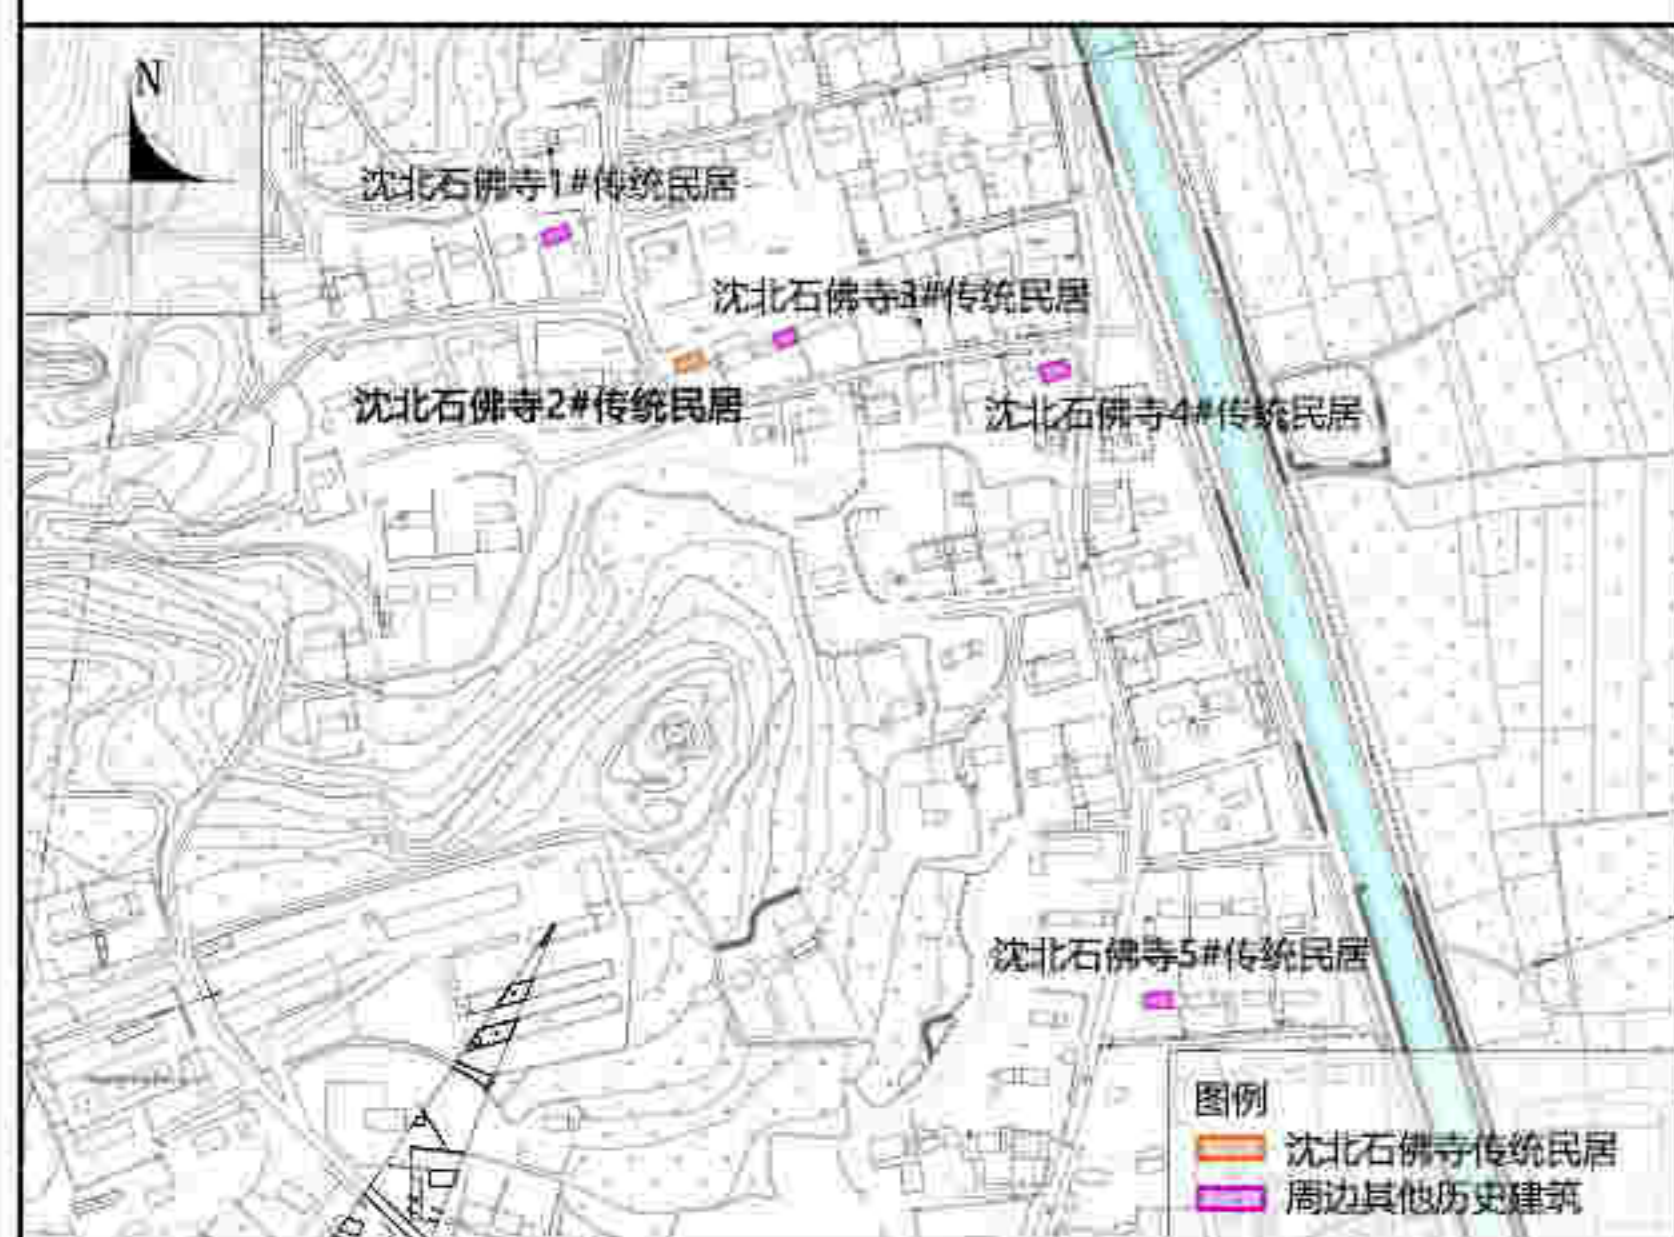 N
沈北石佛寺1#传统民居
沈北石佛寺3#传统民居
沈北石佛寺2#传统民居
沈北石佛寺4#传统民居
沈北石佛寺5#传统民居
图例
沈北石佛寺传统民居
周边其他历史建筑